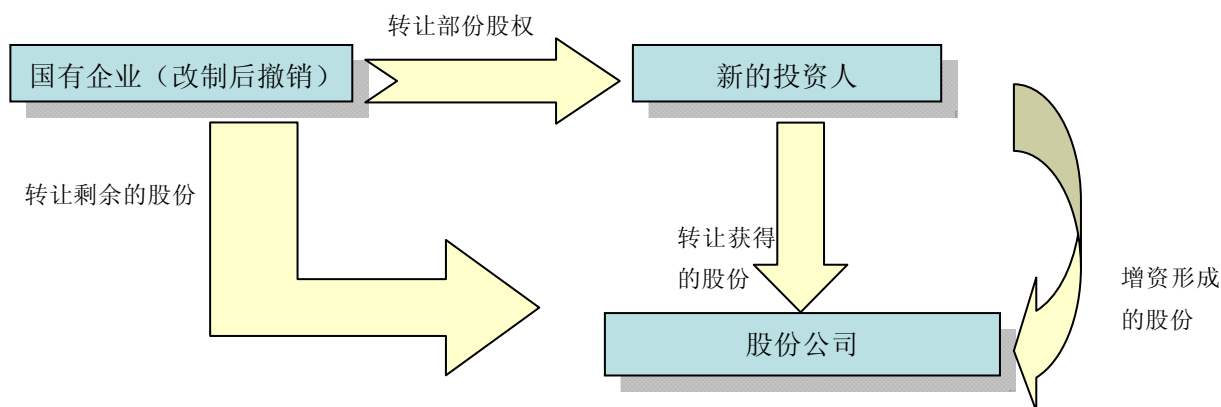 转让部份股权
国有企业（改制后撤销）
新的投资人
转让剩余的股份
转让获得
的股份
增资形成
的股份
股份公司